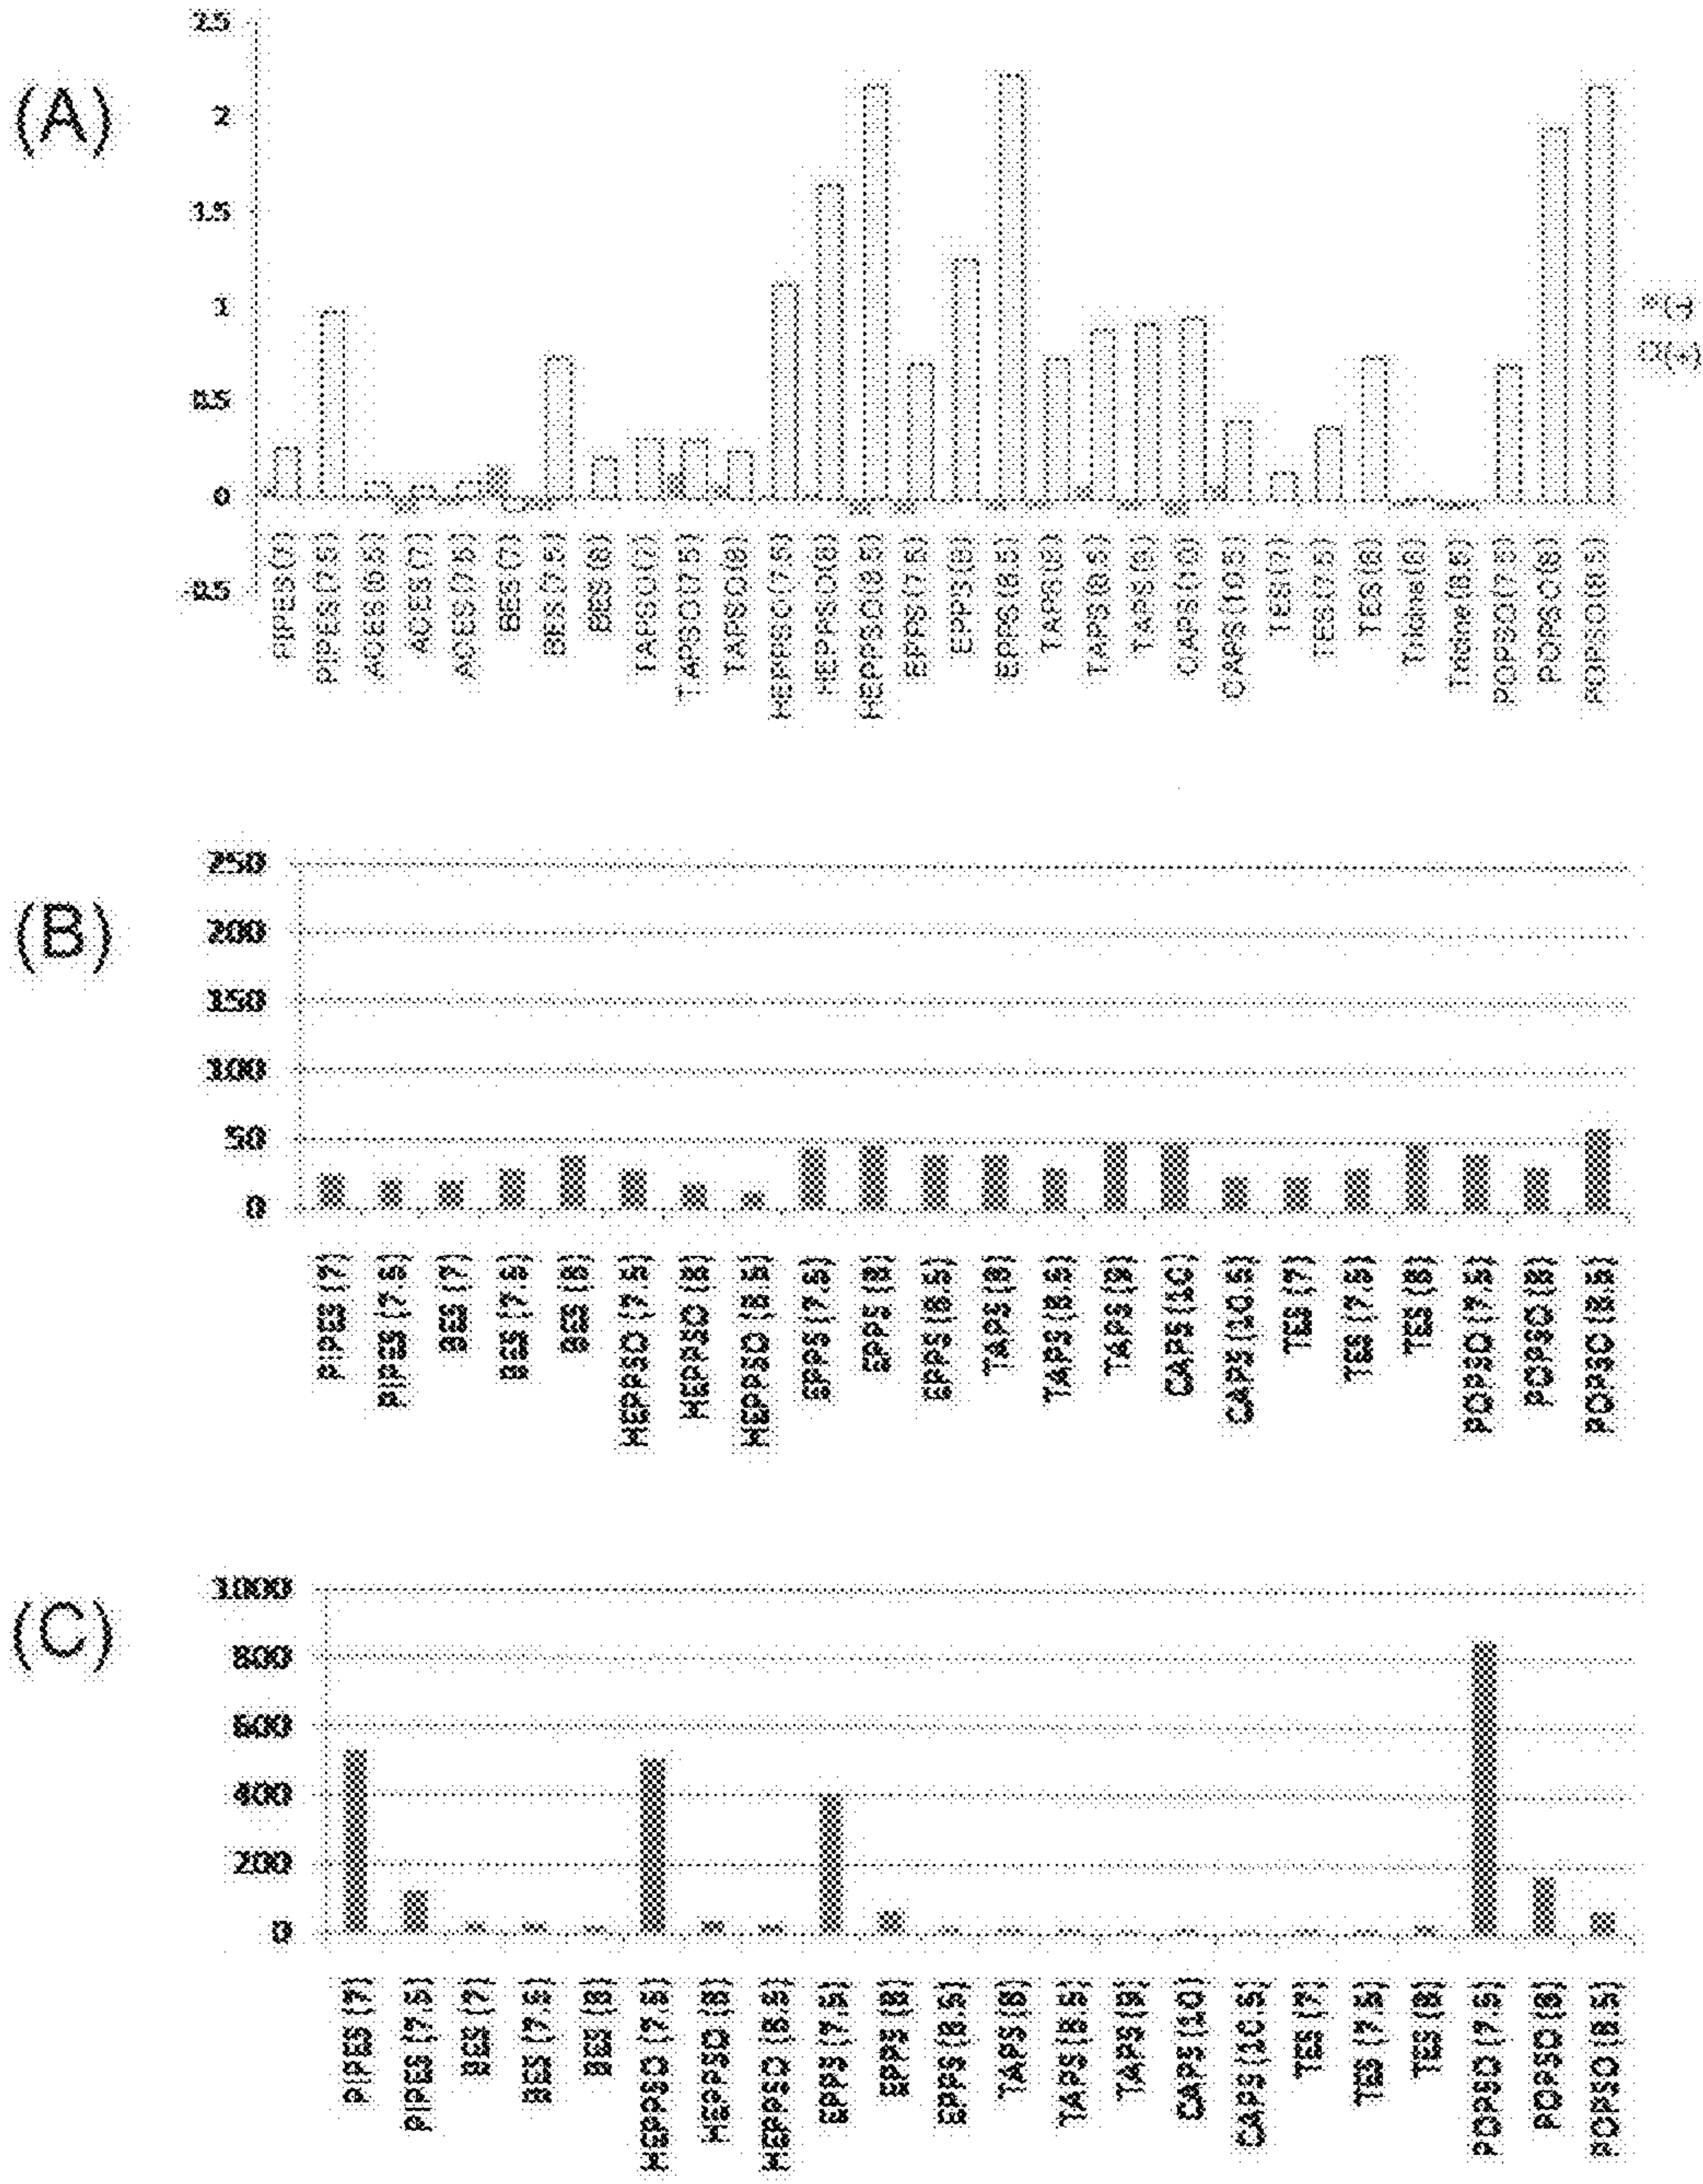 (A)
2.5
2
1.5
1
0.5
0
-0.5
PIPES (7)
PIPES (7.5)
ACES (6.5)
ACES (7)
ACES (7.5)
BES (7)
BES (7.5)
BES (8)
TAPSO (7)
TAPSO (7.5)
TAPSO (8)
HEPPSO (7.5)
HEPPSO (8)
HEPPSO (8.5)
EPPS (7.5)
EPPS (8)
EPPS (8.5)
TAPS (8)
TAPS (8.5)
TAPS (9)
CAPS (10)
CAPS (10.5)
TES (7)
TES (7.5)
TES (8)
Tricine (8)
Tricine (8.5)
POPSO (7.5)
POPSO (8)
POPSO (8.5)
(B)
250
200
150
100
50
0
PIPES (7)
PIPES (7.5)
BES (7)
BES (7.5)
BES (8)
HEPPSO (7.5)
HEPPSO (8)
HEPPSO (8.5)
EPPS (7.5)
EPPS (8)
EPPS (8.5)
TAPS (8)
TAPS (8.5)
TAPS (9)
CAPS (10)
CAPS (10.5)
TES (7)
TES (7.5)
TES (8)
POPSO (7.5)
POPSO (8)
POPSO (8.5)
(C)
1000
800
600
400
200
0
PIPES (7)
PIPES (7.5)
BES (7)
BES (7.5)
BES (8)
HEPPSO (7.5)
HEPPSO (8)
HEPPSO (8.5)
EPPS (7.5)
EPPS (8)
EPPS (8.5)
TAPS (8)
TAPS (8.5)
TAPS (9)
CAPS (10)
CAPS (10.5)
TES (7)
TES (7.5)
TES (8)
POPSO (7.5)
POPSO (8)
POPSO (8.5)